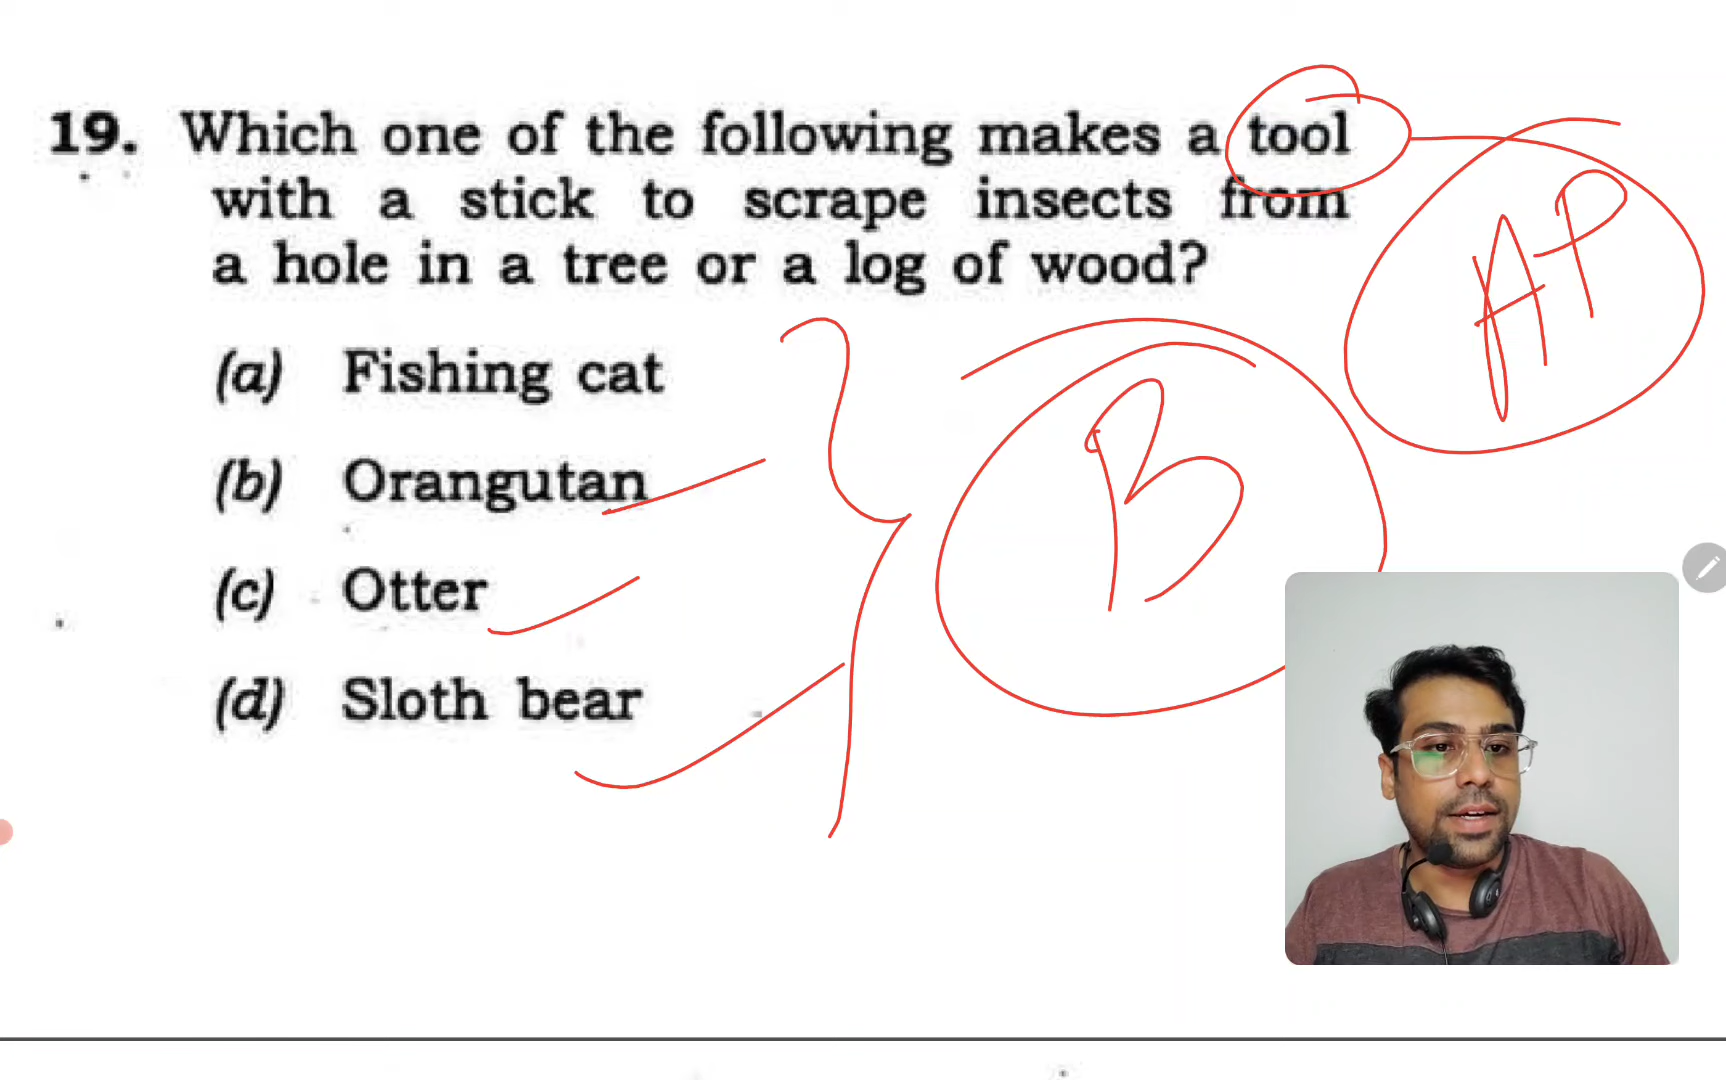 19. Which one of the following makes a tool
with a stick to scrape insects from
a hole in a tree or a log of wood?
AP
(a) Fishing cat
B
(b) Orangutan
(c) Otter
(d) Sloth bear